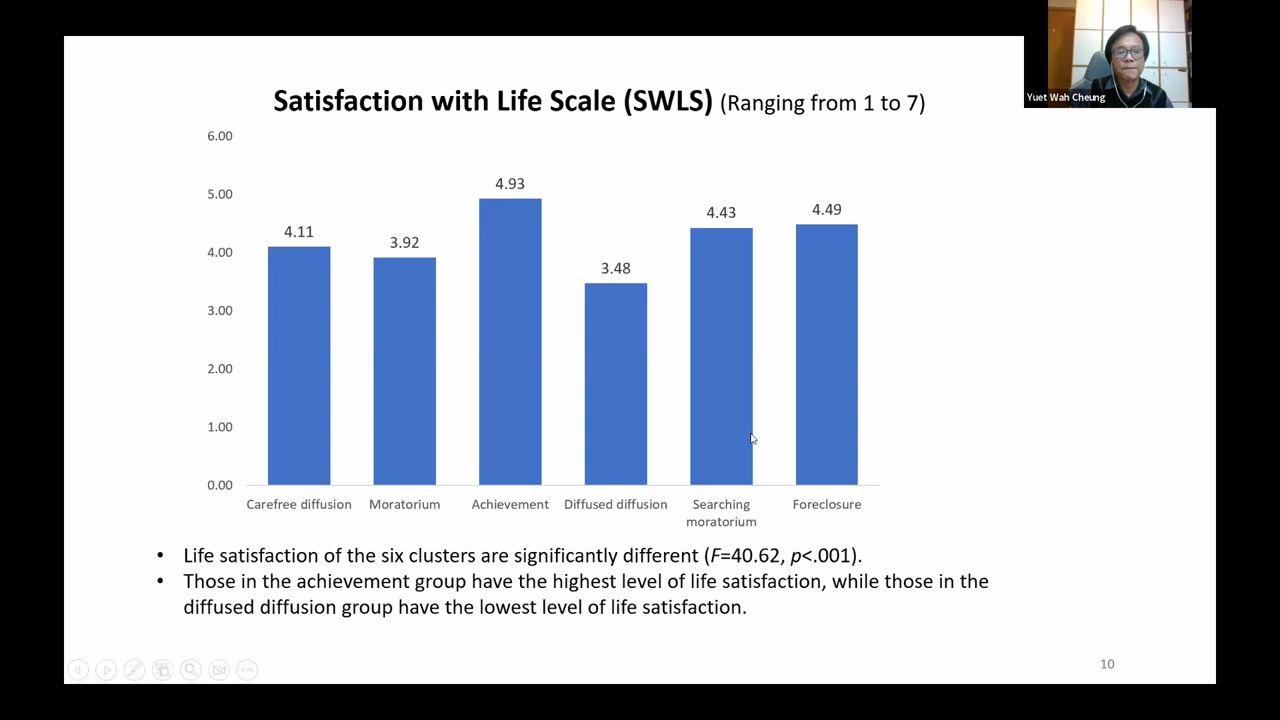 Yuet Wah Cheung
Satisfaction with Life Scale (SWLS) (Ranging from 1 to 7)
6.00
5.00
4.00
3.00
2.00
1.00
0.00
4.11
3.92
4.93
3.48
4.43
4.49
Carefree diffusion
Moratorium
Achievement
Diffused diffusion
Searching
moratorium
Foreclosure
• Life satisfaction of the six clusters are significantly different (F=40.62, p<.001).
• Those in the achievement group have the highest level of life satisfaction, while those in the
diffused diffusion group have the lowest level of life satisfaction.
10